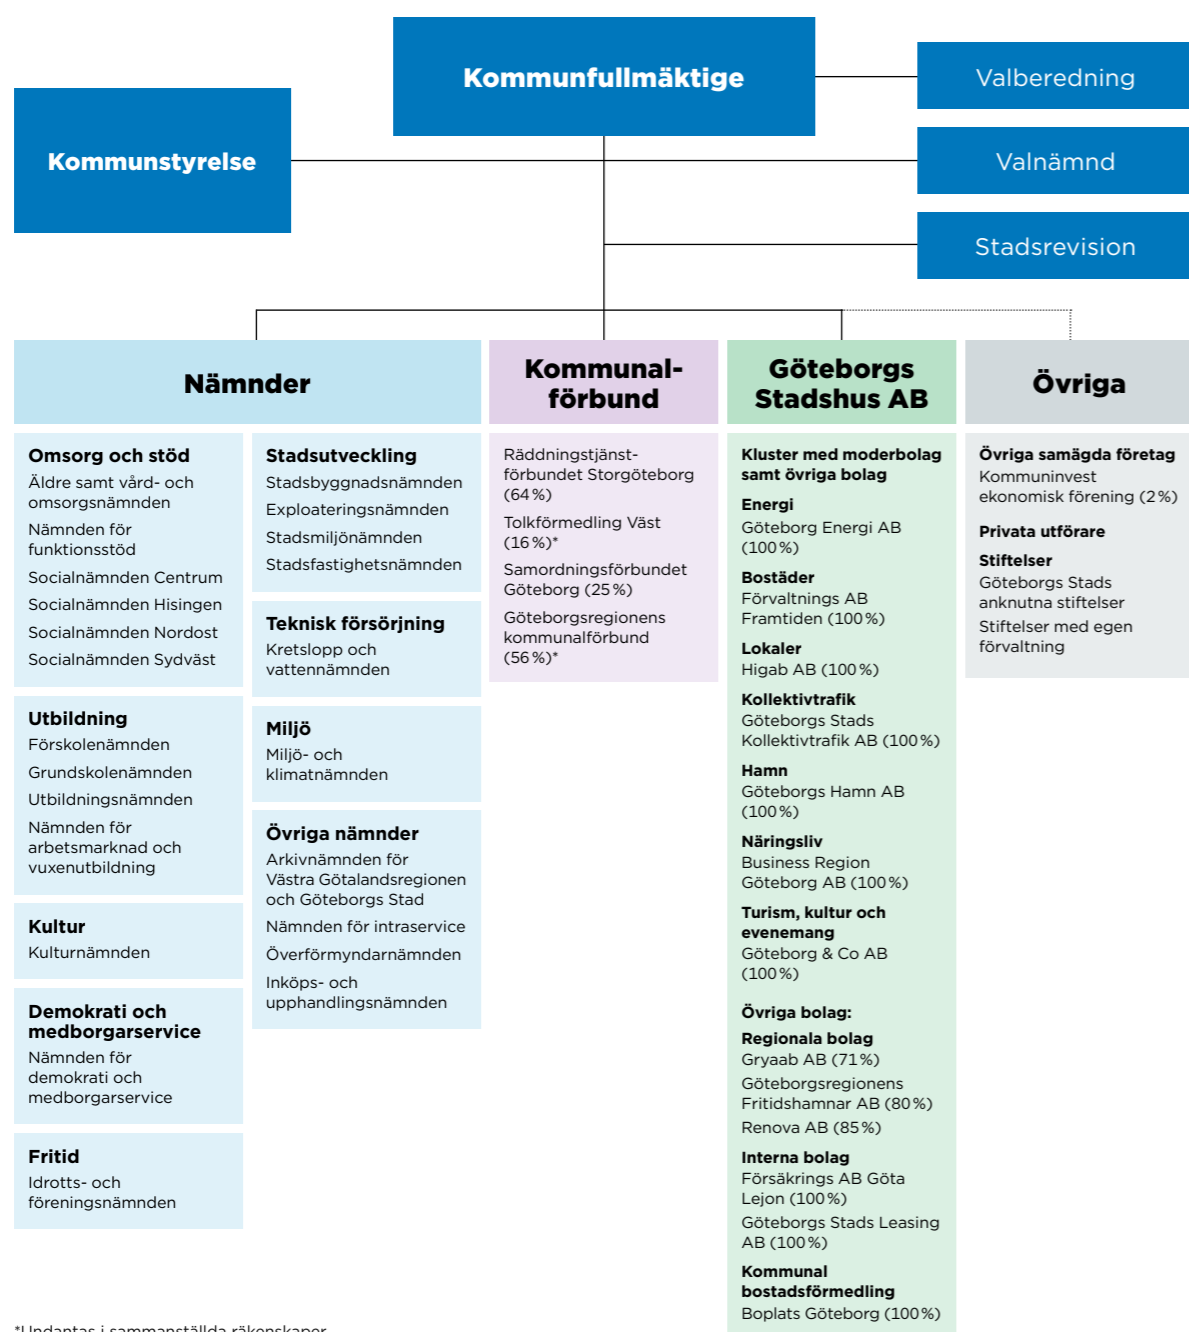 Kommunfullmäktige
Valberedning
Kommunstyrelse
Valnämnd
Stadsrevision
Nämnder
Omsorg och stöd
Äldre samt vård- och
omsorgsnämnden
Nämnden för
funktionsstöd
Socialnämnden Centrum
Socialnämnden Hisingen
Socialnämnden Nordost
Socialnämnden Sydväst
Utbildning
Förskolenämnden
Grundskolenämnden
Utbildningsnämnden
Nämnden för
arbetsmarknad och
vuxenutbildning
Kultur
Kulturnämnden
Demokrati och
medborgarservice
Nämnden för
demokrati och
medborgarservice
Fritid
Idrotts- och
föreningsnämnden
Stadsutveckling
Stadsbyggnadsnämnden
Exploateringsnämnden
Stadsmiljönämnden
Stadsfastighetsnämnden
Teknisk försörjning
Kretslopp och
vattennämnden
Miljö
Miljö- och
klimatnämnden
Övriga nämnder
Arkivnämnden för
Västra Götalandsregionen
och Göteborgs Stad
Nämnden för intraservice
Överförmyndarnämnden
Inköps- och
upphandlingsnämnden
Kommunal-
förbund
Räddningstjänst-
förbundet Storgöteborg
(64 %)
Tolkförmedling Väst
(16 %)*
Samordningsförbundet
Göteborg (25 %)
Göteborgsregionens
kommunalförbund
(56 %)*
Göteborgs
Stadshus AB
Kluster med moderbolag
samt övriga bolag
Energi
Göteborg Energi AB
(100 %)
Bostäder
Förvaltnings AB
Framtiden (100 %)
Lokaler
Higab AB (100 %)
Kollektivtrafik
Göteborgs Stads
Kollektivtrafik AB (100 %)
Hamn
Göteborgs Hamn AB
(100 %)
Näringsliv
Business Region
Göteborg AB (100 %)
Turism, kultur och
evenemang
Göteborg & Co AB
(100 %)
Övriga bolag:
Regionala bolag
Gryaab AB (71 %)
Göteborgsregionens
Fritidshamnar AB (80 %)
Renova AB (85 %)
Interna bolag
Försäkrings AB Göta
Lejon (100 %)
Göteborgs Stads Leasing
AB (100 %)
Kommunal
bostadsförmedling
Boplats Göteborg (100 %)
Övriga
Övriga samägda företag
Kommuninvest
ekonomisk förening (2 %)
Privata utförare
Stiftelser
Göteborgs Stads
anknutna stiftelser
Stiftelser med egen
förvaltning
*Undantas i sammanställda räkenskaper